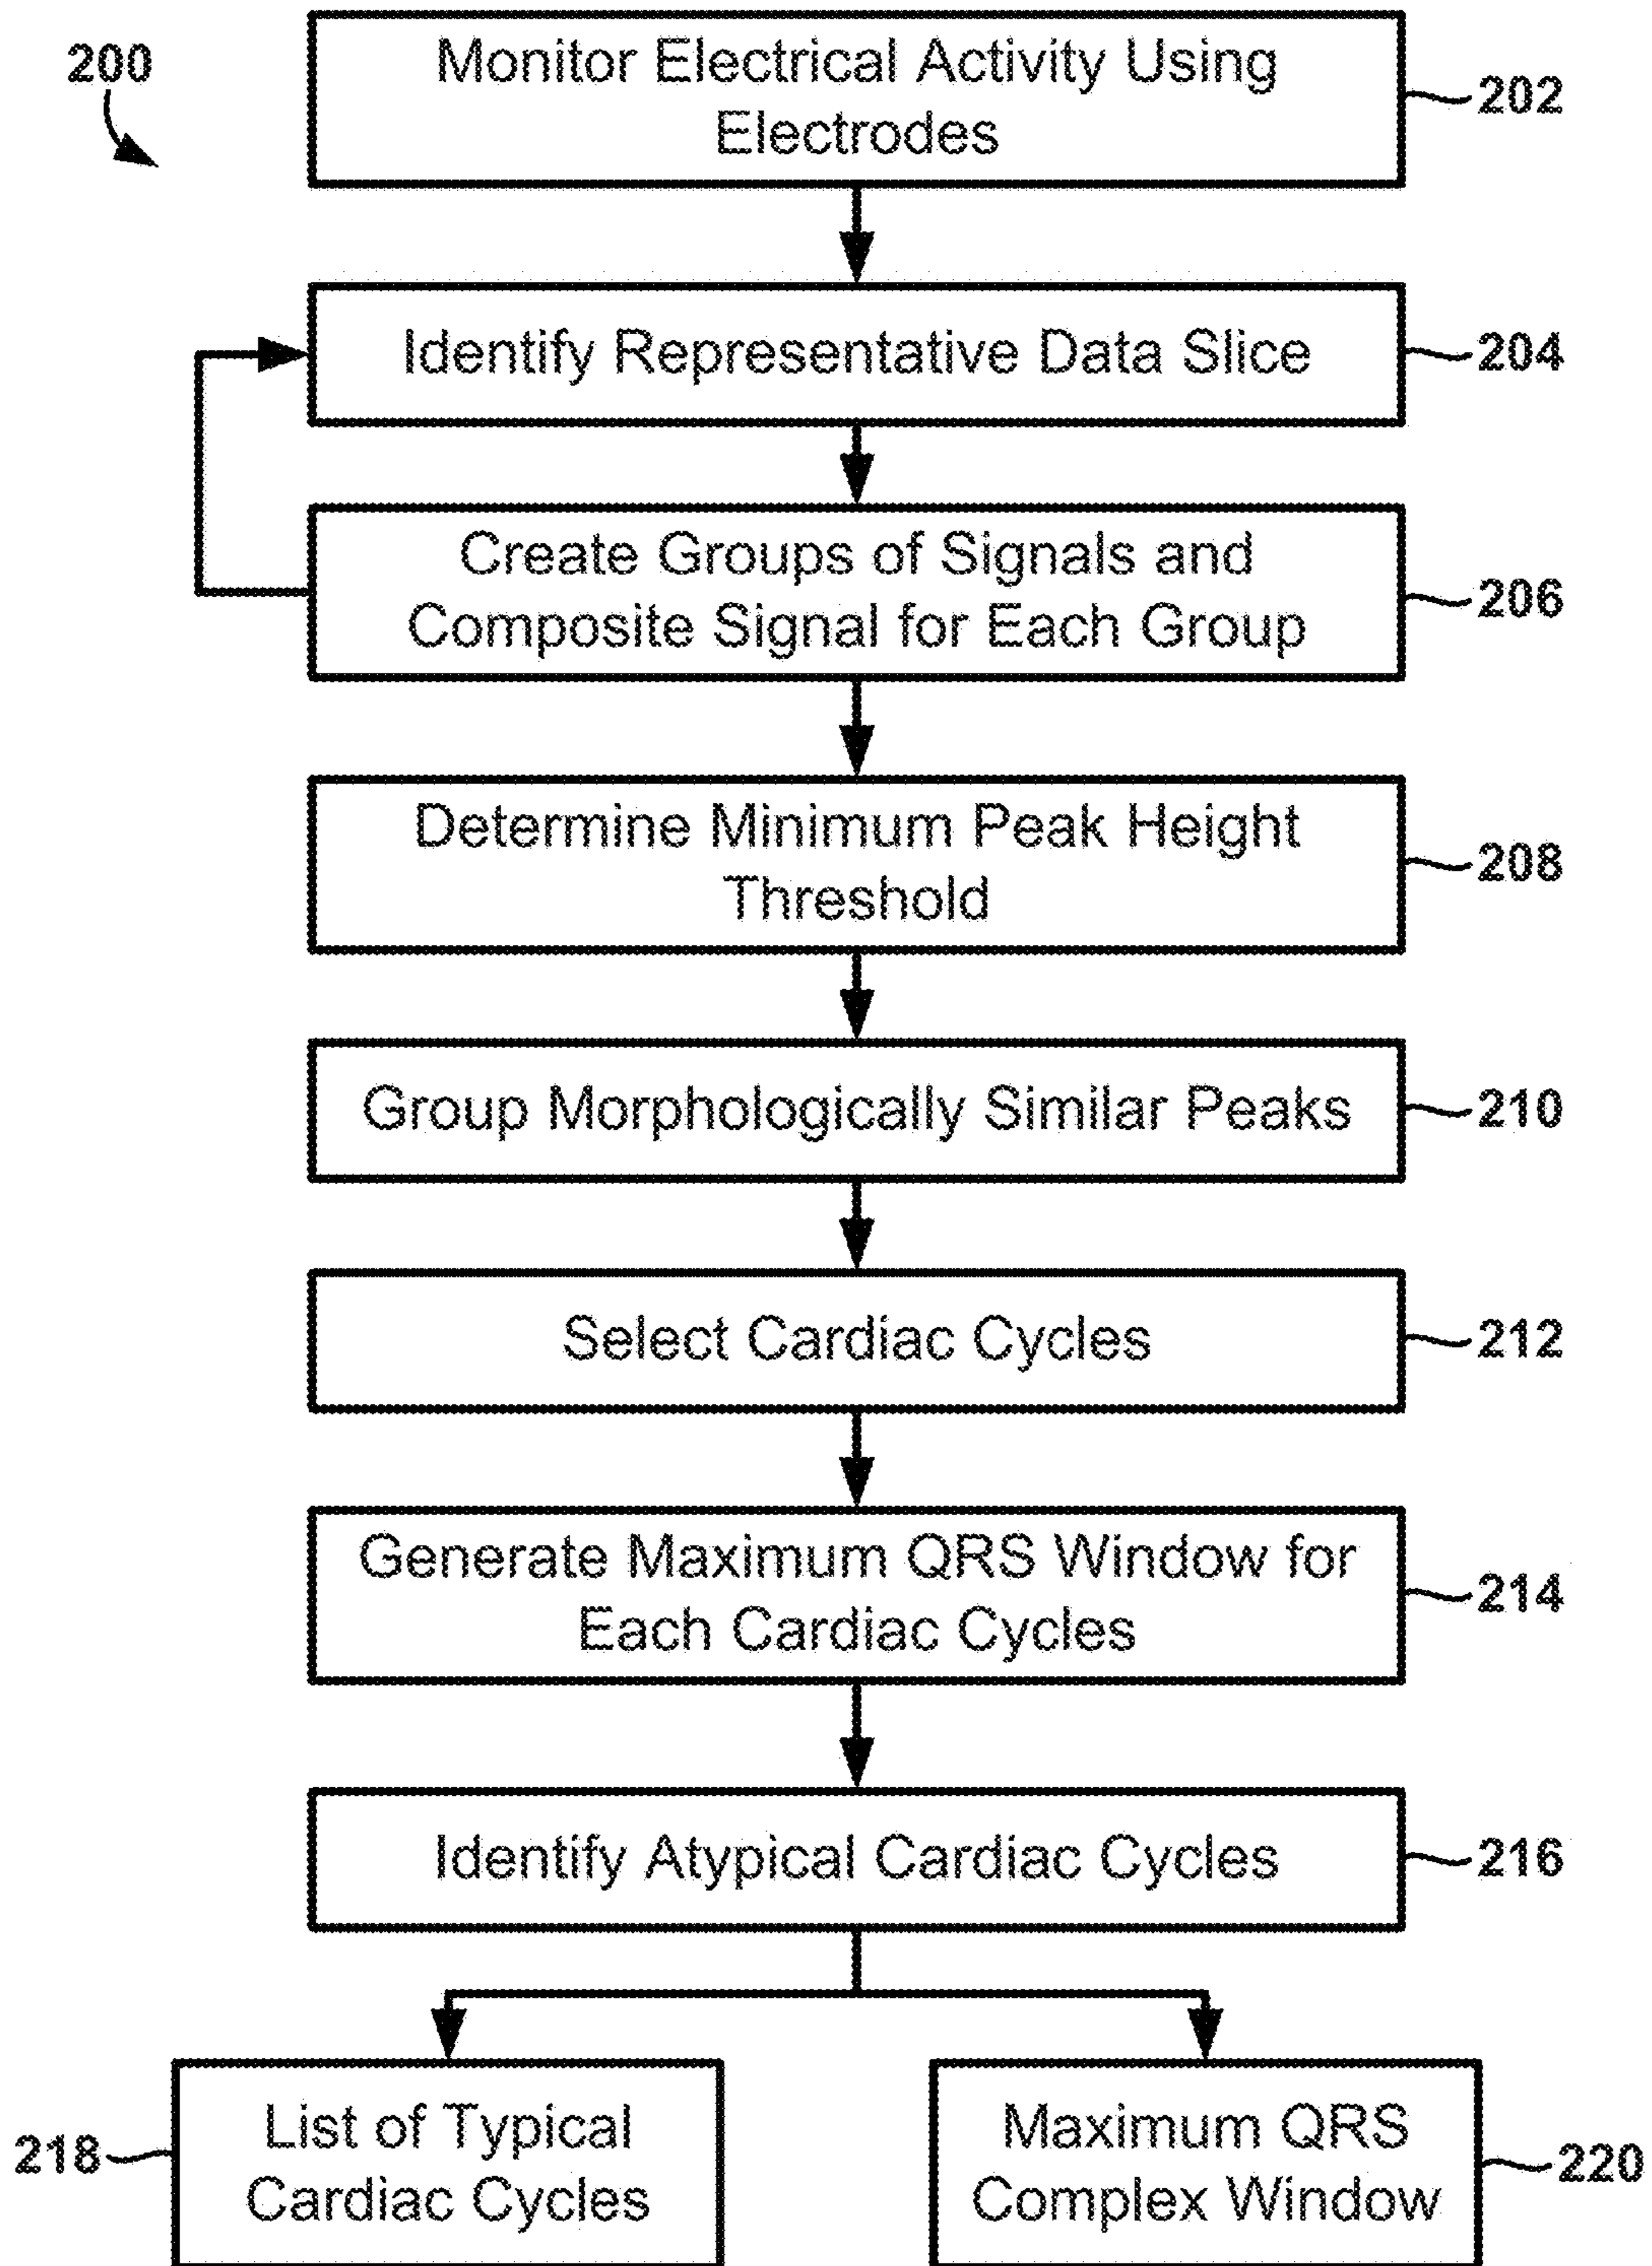 200
Monitor Electrical Activity Using
Electrodes
202
Identify Representative Data Slice
204
Create Groups of Signals and
Composite Signal for Each Group
206
Determine Minimum Peak Height
Threshold
208
Group Morphologically Similar Peaks
210
Select Cardiac Cycles
212
Generate Maximum QRS Window for
Each Cardiac Cycles
214
Identify Atypical Cardiac Cycles
216
218
List of Typical
Cardiac Cycles
Maximum QRS
Complex Window
220